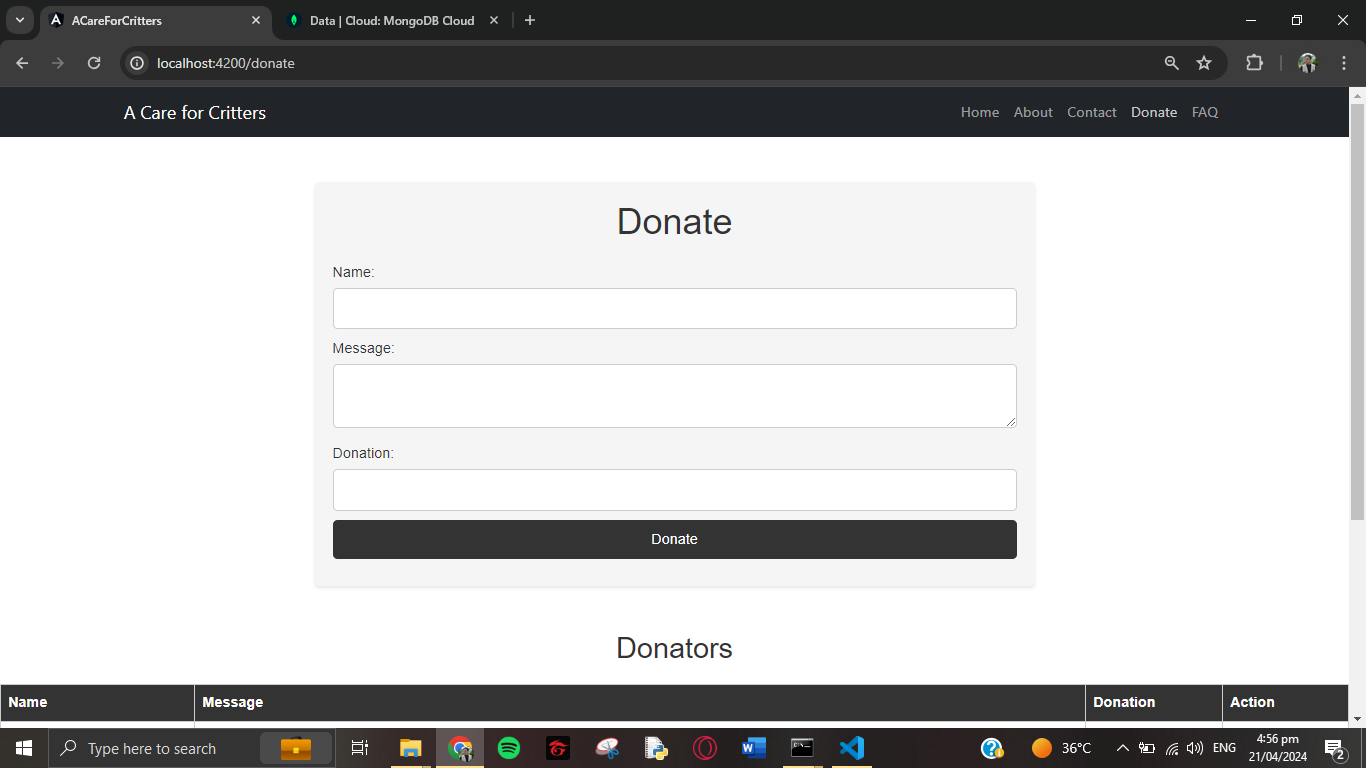 ACareForCritters
Data | Cloud: MongoDB Cloud
localhost:4200/donate
A Care for Critters
Home About Contact Donate FAQ
Donate
Name:
Message:
Donation:
Donate
Donators
Name Message Donation Action
Type here to search
36°C
ENG
4:56 pm
21/04/2024
2